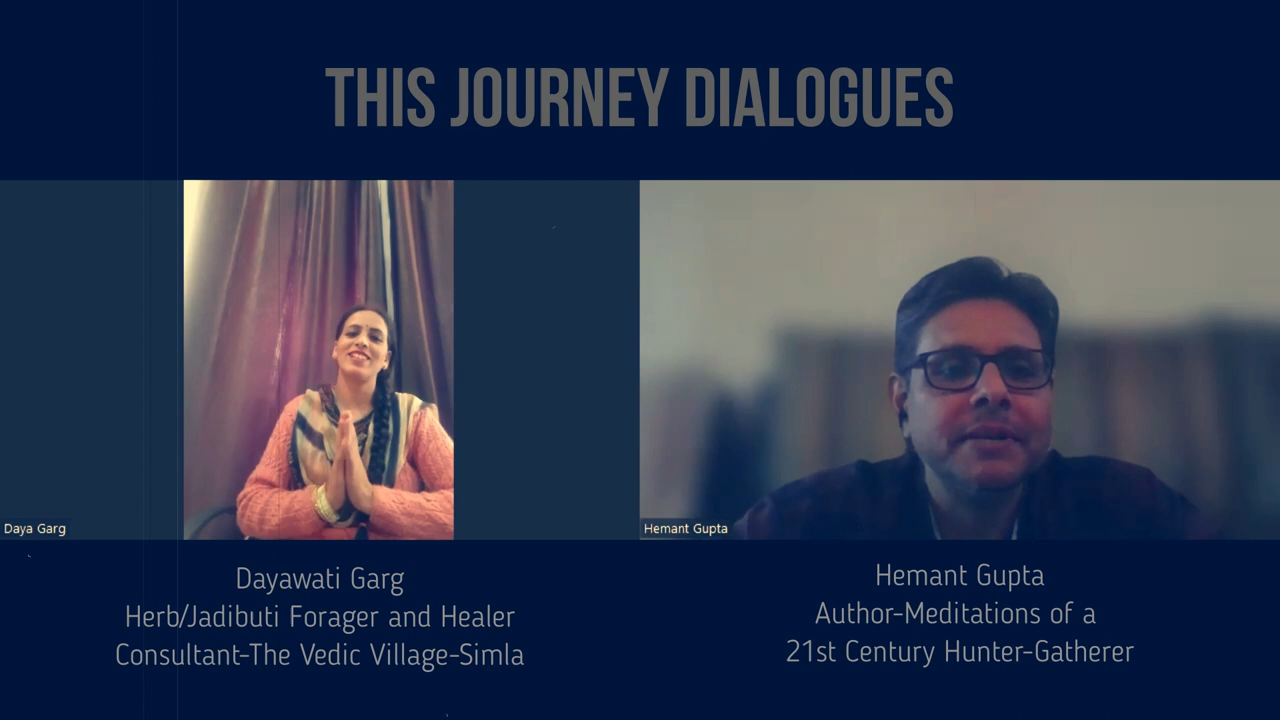 THIS JOURNEY DIALOGUES
Daya Garg
Hemant Gupta
Dayawati Garg
Herb/Jadibuti Forager and Healer
Consultant-The Vedic Village-Simla
Hemant Gupta
Author-Meditations of a
21st Century Hunter-Gatherer